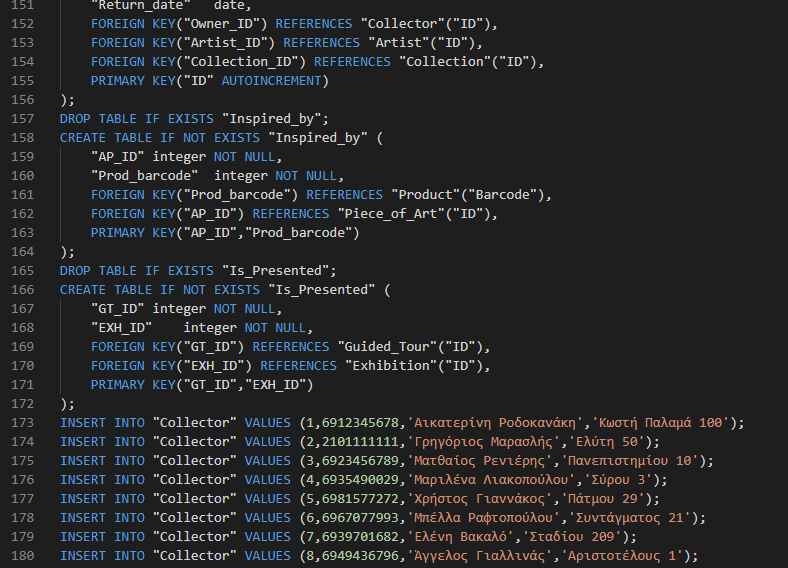 151 "Return_date" date,
152 FOREIGN KEY("Owner_ID") REFERENCES "Collector"("ID"),
153 FOREIGN KEY("Artist_ID") REFERENCES "Artist"("ID"),
154 FOREIGN KEY("Collection_ID") REFERENCES "Collection"("ID"),
155 PRIMARY KEY("ID" AUTOINCREMENT)
156 );
157 DROP TABLE IF EXISTS "Inspired_by";
158 CREATE TABLE IF NOT EXISTS "Inspired_by" (
159 "AP_ID" integer NOT NULL,
160 "Prod_barcode" integer NOT NULL,
161 FOREIGN KEY("Prod_barcode") REFERENCES "Product"("Barcode"),
162 FOREIGN KEY("AP_ID") REFERENCES "Piece_of_Art"("ID"),
163 PRIMARY KEY("AP_ID","Prod_barcode")
164 );
165 DROP TABLE IF EXISTS "Is_Presented";
166 CREATE TABLE IF NOT EXISTS "Is_Presented" (
167 "GT_ID" integer NOT NULL,
168 "EXH_ID" integer NOT NULL,
169 FOREIGN KEY("GT_ID") REFERENCES "Guided_Tour"("ID"),
170 FOREIGN KEY("EXH_ID") REFERENCES "Exhibition"("ID"),
171 PRIMARY KEY("GT_ID","EXH_ID")
172 );
173 INSERT INTO "Collector" VALUES (1,6912345678,'Αικατερίνη Ροδοκανάκη','Κωστή Παλαμά 100');
174 INSERT INTO "Collector" VALUES (2,2101111111,'Γρηγόριος Μαρασλής','Ελύτη 50');
175 INSERT INTO "Collector" VALUES (3,6923456789,'Ματθαίος Ρενιέρης','Πανεπιστημίου 10');
176 INSERT INTO "Collector" VALUES (4,6935490029,'Μαριλένα Λιακοπούλου','Σύρου 3');
177 INSERT INTO "Collector" VALUES (5,6981577272,'Χρήστος Γιαννάκος','Πάτμου 29');
178 INSERT INTO "Collector" VALUES (6,6967077993,'Μπέλλα Ραφτοπούλου','Συντάγματος 21');
179 INSERT INTO "Collector" VALUES (7,6939701682,'Ελένη Βακαλό','Σταδίου 209');
180 INSERT INTO "Collector" VALUES (8,6949436796,'Άγγελος Γιαλλινάς','Αριστοτέλους 1');